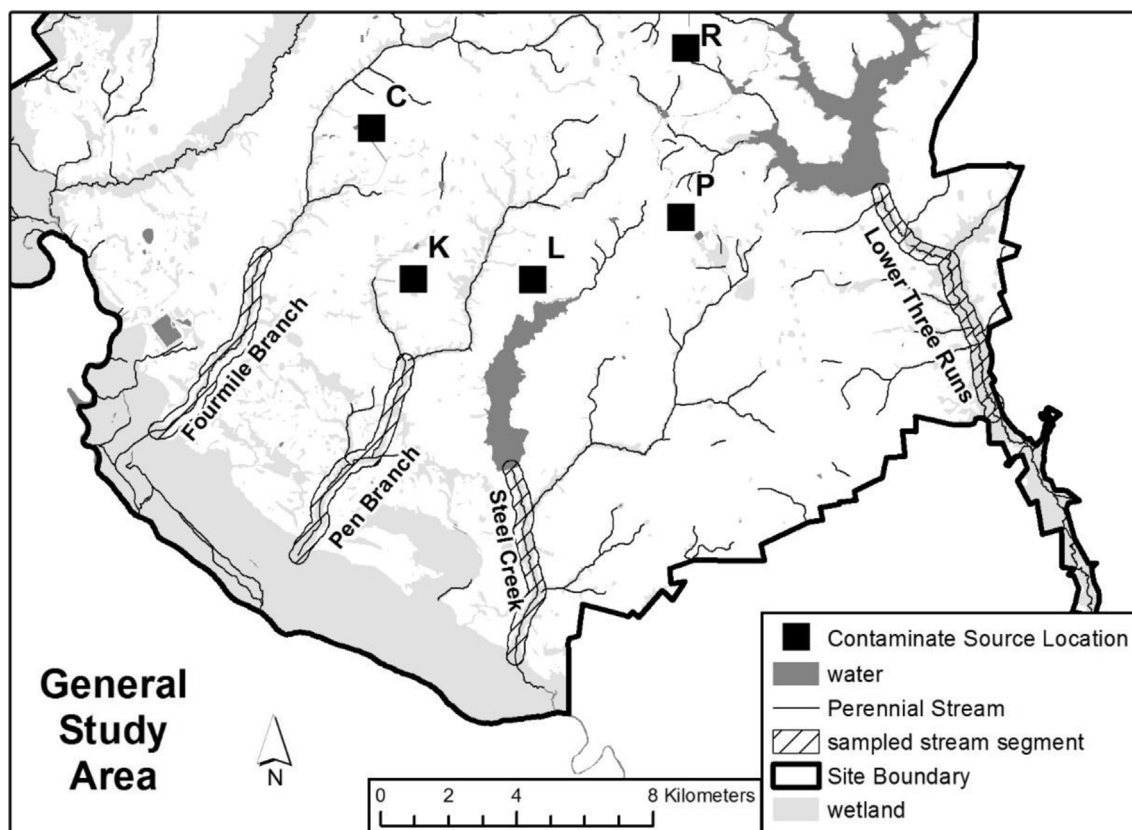 R
C
P
K
L
Lower Three Runs
Fourmile Branch
Pen Branch
Steel Creek
General
Study
Area
N
0 2 4 8 Kilometers
Contaminate Source Location
water
Perennial Stream
sampled stream segment
Site Boundary
wetland